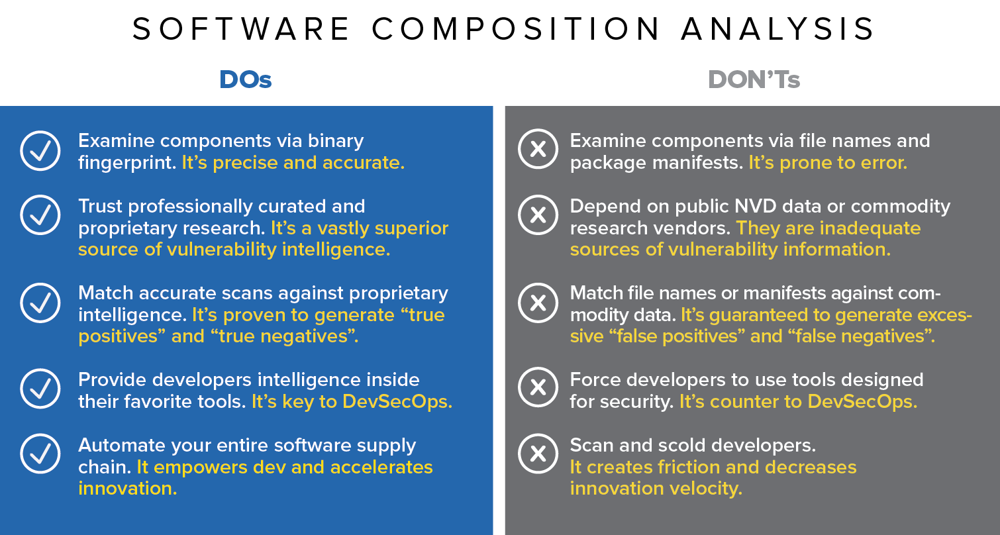 SOFTWARE COMPOSITION ANALYSIS
DOs
Examine components via binary
fingerprint. It’s precise and accurate.
Trust professionally curated and
proprietary research. It’s a vastly superior
source of vulnerability intelligence.
Match accurate scans against proprietary
intelligence. It’s proven to generate “true
positives” and “true negatives”.
Provide developers intelligence inside
their favorite tools. It’s key to DevSecOps.
Automate your entire software supply
chain. It empowers dev and accelerates
innovation.
DON’Ts
Examine components via file names and
package manifests. It’s prone to error.
Depend on public NVD data or commodity
research vendors. They are inadequate
sources of vulnerability information.
Match file names or manifests against com-
modity data. It’s guaranteed to generate exces-
sive “false positives” and “false negatives”.
Force developers to use tools designed
for security. It’s counter to DevSecOps.
Scan and scold developers.
It creates friction and decreases
innovation velocity.